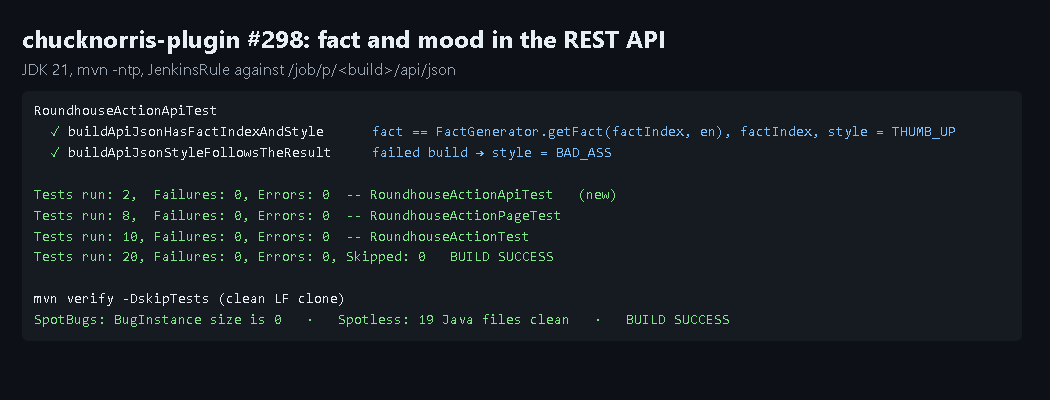 chucknorris-plugin #298: fact and mood in the REST API
JDK 21, mvn -ntp, JenkinsRule against /job/p/<build>/api/json
RoundhouseActionApiTest
✓ buildApiJsonHasFactIndexAndStyle fact == FactGenerator.getFact(factIndex, en), factIndex, style = THUMB_UP
✓ buildApiJsonStyleFollowsTheResult failed build → style = BAD_ASS
Tests run: 2, Failures: 0, Errors: 0 -- RoundhouseActionApiTest (new)
Tests run: 8, Failures: 0, Errors: 0 -- RoundhouseActionPageTest
Tests run: 10, Failures: 0, Errors: 0 -- RoundhouseActionTest
Tests run: 20, Failures: 0, Errors: 0, Skipped: 0 BUILD SUCCESS
mvn verify -DskipTests (clean LF clone)
SpotBugs: BugInstance size is 0 · Spotless: 19 Java files clean · BUILD SUCCESS